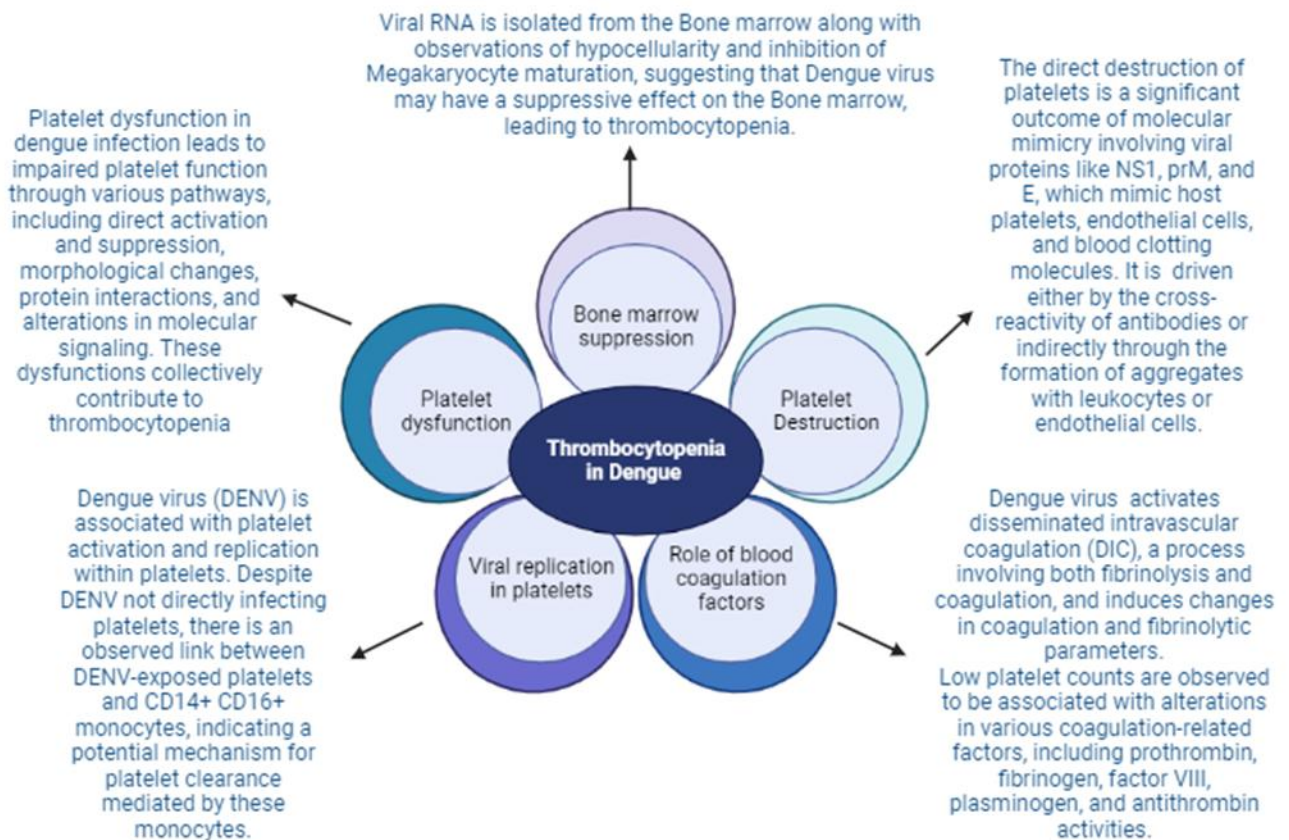 Viral RNA is isolated from the Bone marrow along with
observations of hypocellularity and inhibition of
Megakaryocyte maturation, suggesting that Dengue virus
may have a suppressive effect on the Bone marrow,
leading to thrombocytopenia.
Platelet dysfunction in
dengue infection leads to
impaired platelet function
through various pathways,
including direct activation
and suppression,
morphological changes,
protein interactions, and
alterations in molecular
signaling. These
dysfunctions collectively
contribute to
thrombocytopenia
The direct destruction of
platelets is a significant
outcome of molecular
mimicry involving viral
proteins like NS1, prM, and
E, which mimic host
platelets, endothelial cells,
and blood clotting
molecules. It is driven
either by the cross-
reactivity of antibodies or
indirectly through the
formation of aggregates
with leukocytes or
endothelial cells.
Bone marrow
suppression
Platelet
dysfunction
Platelet
Destruction
Thrombocytopenia
in Dengue
Viral replication
in platelets
Role of blood
coagulation
factors
Dengue virus (DENV) is
associated with platelet
activation and replication
within platelets. Despite
DENV not directly infecting
platelets, there is an
observed link between
DENV-exposed platelets
and CD14+ CD16+
monocytes, indicating a
potential mechanism for
platelet clearance
mediated by these
monocytes.
Dengue virus activates
disseminated intravascular
coagulation (DIC), a process
involving both fibrinolysis and
coagulation, and induces changes
in coagulation and fibrinolytic
parameters.
Low platelet counts are observed
to be associated with alterations
in various coagulation-related
factors, including prothrombin,
fibrinogen, factor VIII,
plasminogen, and antithrombin
activities.